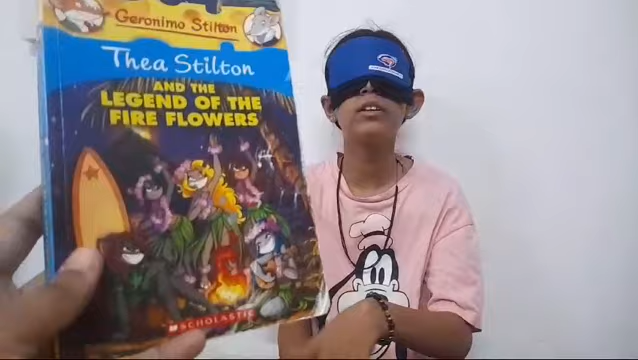 Geronimo Stilton
Thea Stilton
AND THE
LEGEND OF THE
FIRE FLOWERS
SCHOLASTIC